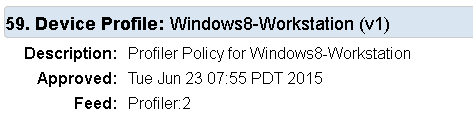 59. Device Profile: Windows8-Workstation (v1)
Description: Profiler Policy for Windows8-Workstation
Approved: Tue Jun 23 07:55 PDT 2015
Feed: Profiler:2